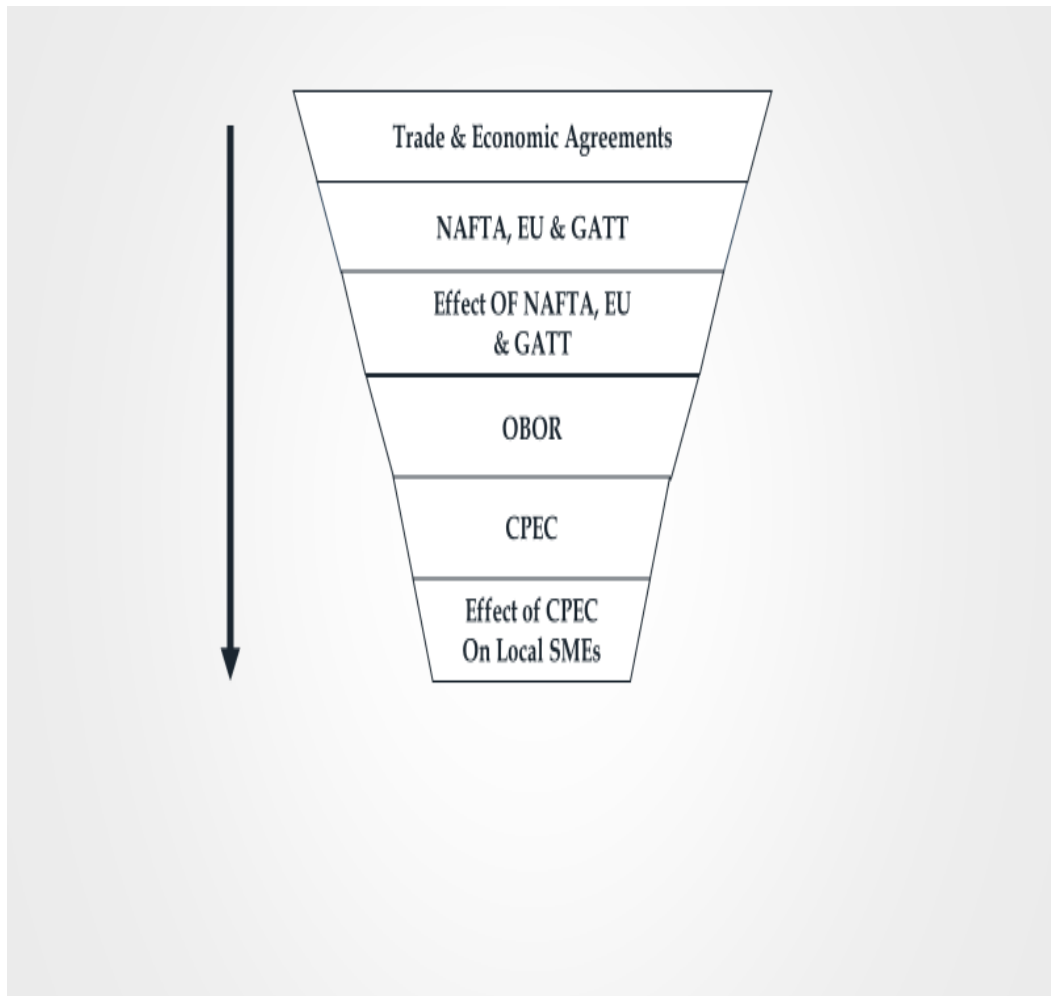 Trade & Economic Agreements
NAFTA, EU & GATT
Effect OF NAFTA, EU
& GATT
OBOR
CPEC
Effect of CPEC
On Local SMEs